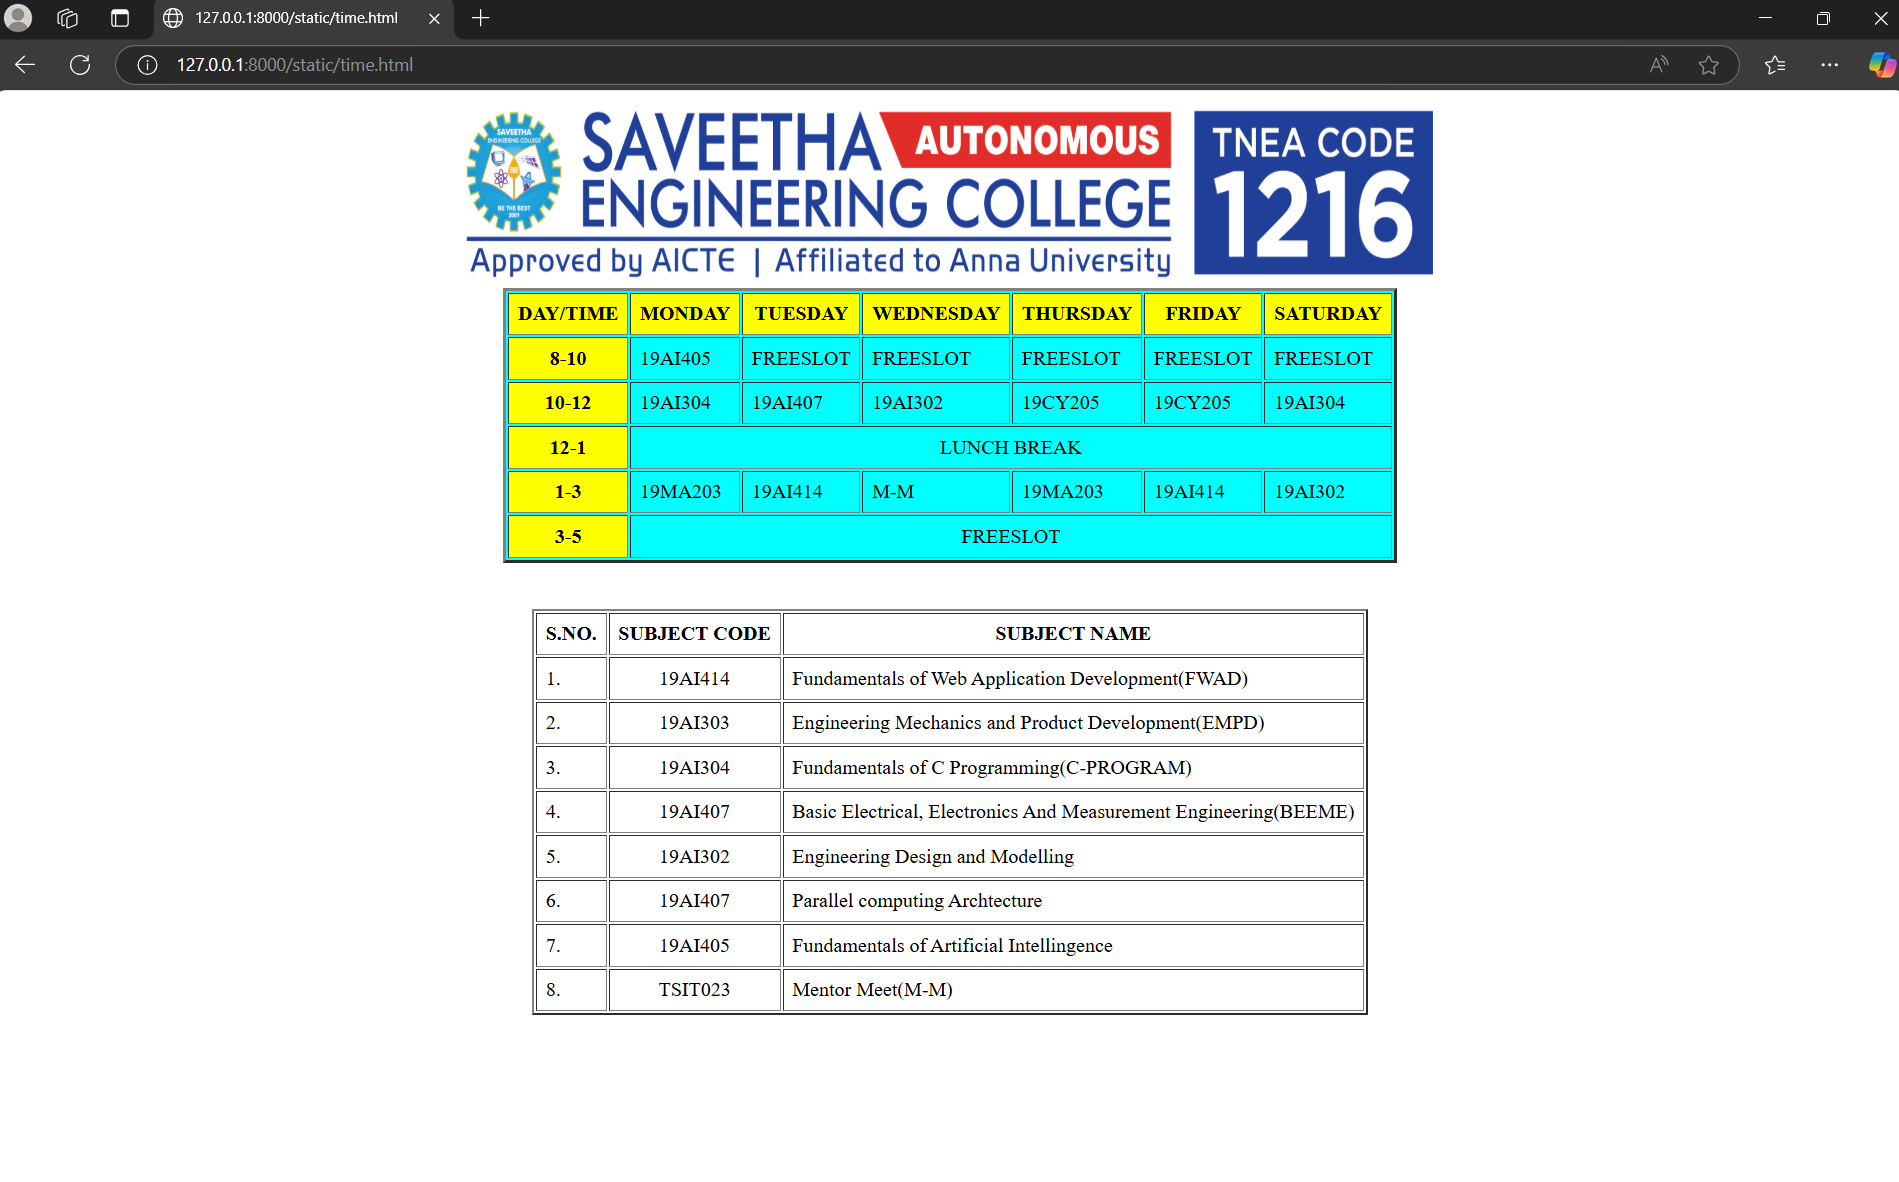 127.0.0.1:8000/static/time.html
127.0.0.1:8000/static/time.html
SAVEETHA
ENGINEERING COLLEGE
BE THE BEST
2001
SAVEETHA AUTONOMOUS
ENGINEERING COLLEGE
Approved by AICTE | Affiliated to Anna University
TNEA CODE
1216
DAY/TIME MONDAY TUESDAY WEDNESDAY THURSDAY FRIDAY SATURDAY
8-10 19AI405 FREESLOT FREESLOT FREESLOT FREESLOT FREESLOT
10-12 19AI304 19AI407 19AI302 19CY205 19CY205 19AI304
12-1 LUNCH BREAK
1-3 19MA203 19AI414 M-M 19MA203 19AI414 19AI302
3-5 FREESLOT
S.NO. SUBJECT CODE SUBJECT NAME
1. 19AI414 Fundamentals of Web Application Development(FWAD)
2. 19AI303 Engineering Mechanics and Product Development(EMPD)
3. 19AI304 Fundamentals of C Programming(C-PROGRAM)
4. 19AI407 Basic Electrical, Electronics And Measurement Engineering(BEEME)
5. 19AI302 Engineering Design and Modelling
6. 19AI407 Parallel computing Archtecture
7. 19AI405 Fundamentals of Artificial Intellingence
8. TSIT023 Mentor Meet(M-M)